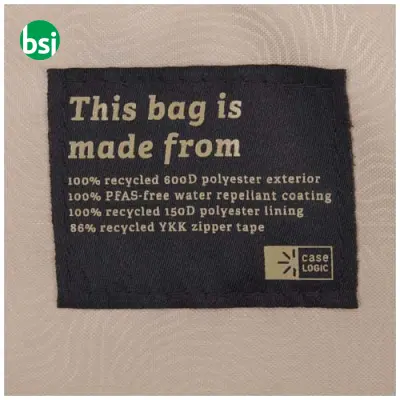 bsi
This bag is
made from
100% recycled 600D polyester exterior
100% PFAS-free water repellant coating
100% recycled 150D polyester lining
86% recycled YKK zipper tape
case
LOGIC